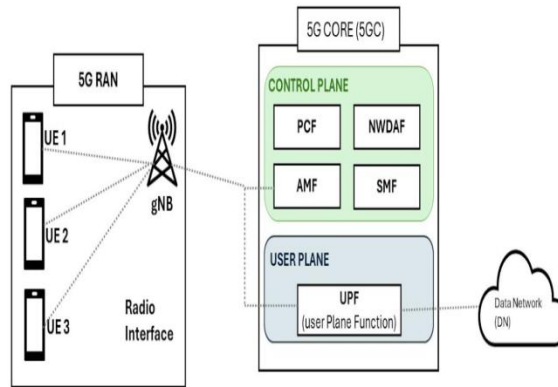 5G RAN
UE 1
UE 2
UE 3
gNB
Radio
Interface
5G CORE (5GC)
CONTROL PLANE
PCF
NWDAF
AMF
SMF
USER PLANE
UPF
(user Plane Function)
Data Network
(DN)